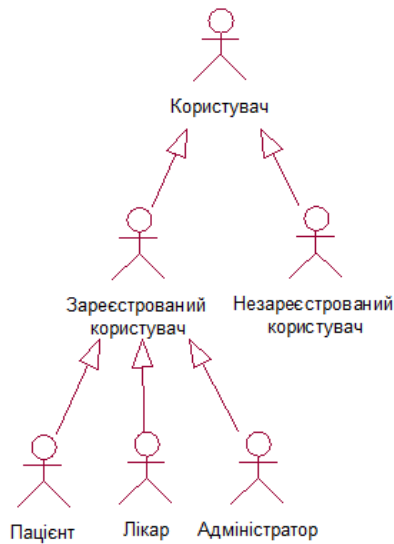 Користувач
Зареєстрований
користувач
Незареєстрований
користувач
Пацієнт
Лікар
Адміністратор